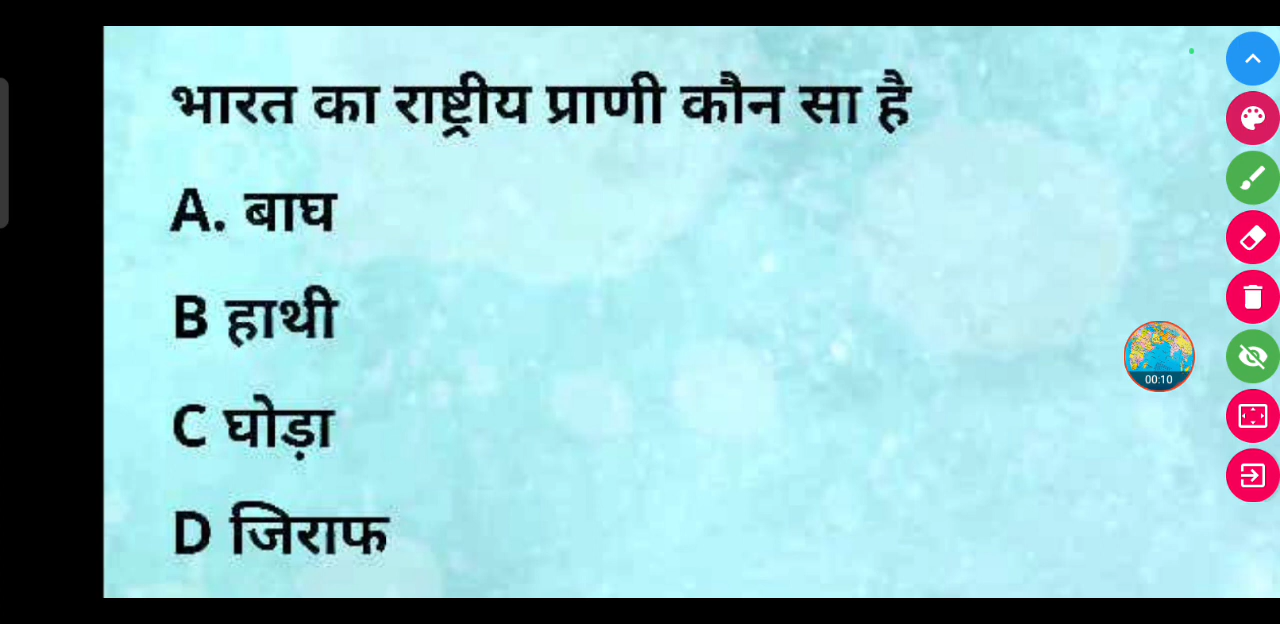 भारत का राष्ट्रीय प्राणी कौन सा है
A. बाघ
B हाथी
C घोड़ा
D जिराफ
00:10